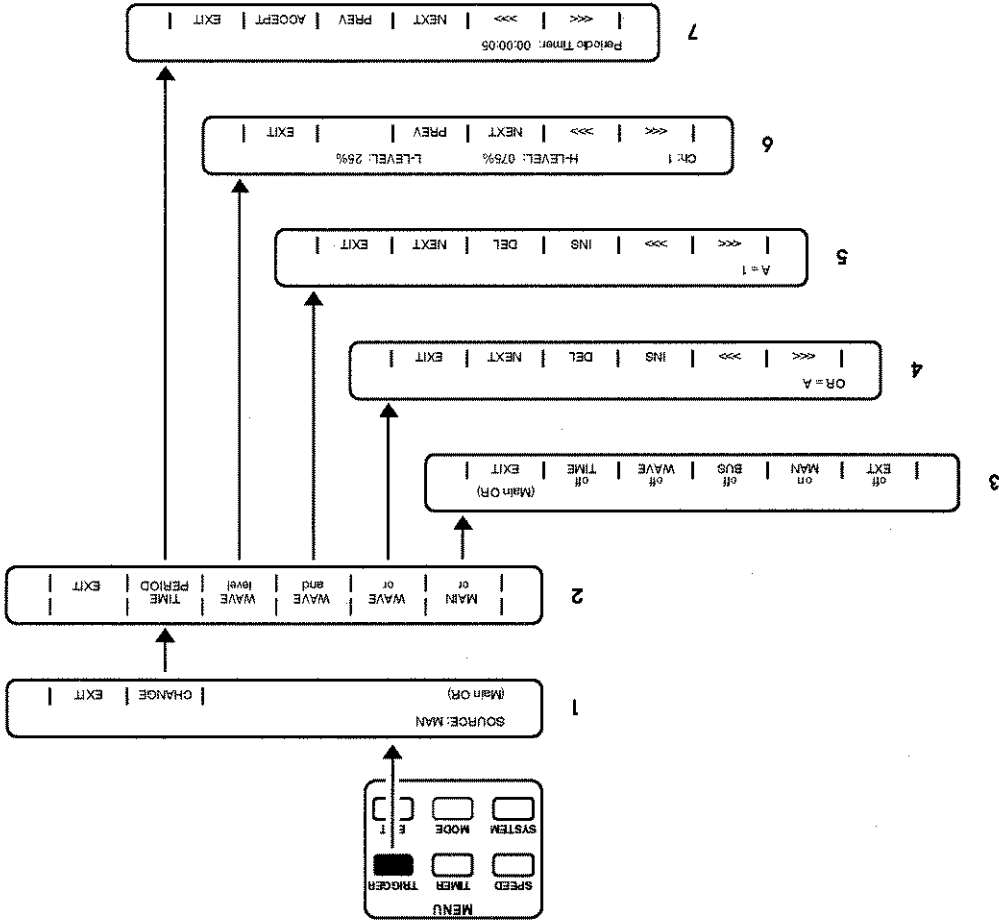 MENU
SPEED TIMER TRIGGER
SYSTEM MODE E T
1
SOURCE: MAN
(Main OR) | CHANGE | EXIT |
2
| MAIN | WAVE | WAVE | WAVE | TIME | |
| or | or | and | level | PERIOD | EXIT |
3
(Main OR)
off on off off off
| EXT | MAN | BUS | WAVE | TIME | EXIT |
4
OR = A
| <<< | >>> | INS | DEL | NEXT | EXIT |
5
A = 1
| <<< | >>> | INS | DEL | NEXT | EXIT |
6
Ch: 1 H-LEVEL: 075% L-LEVEL: 25%
| <<< | >>> | NEXT | PREV | | EXIT |
7
Periodic Timer: 00:00:05
| <<< | >>> | NEXT | PREV | ACCEPT | EXIT |